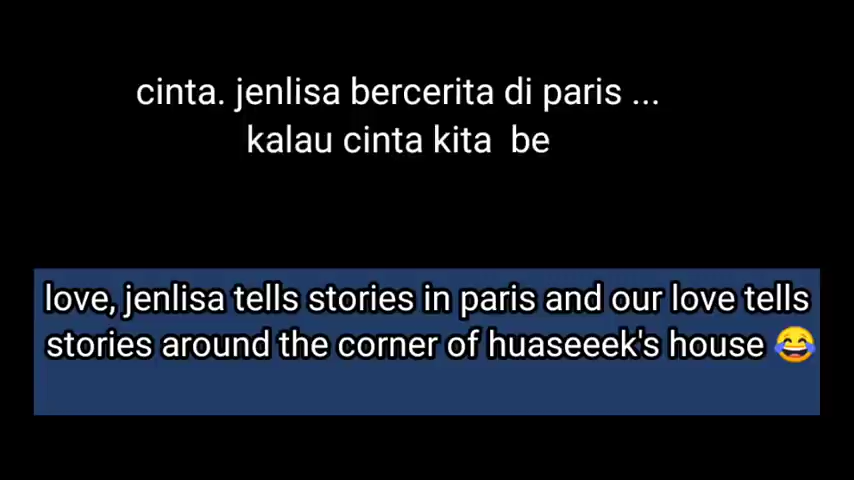 cinta. jenlisa bercerita di paris ...
kalau cinta kita be
love, jenlisa tells stories in paris and our love tells
stories around the corner of huaseeek's house 😂